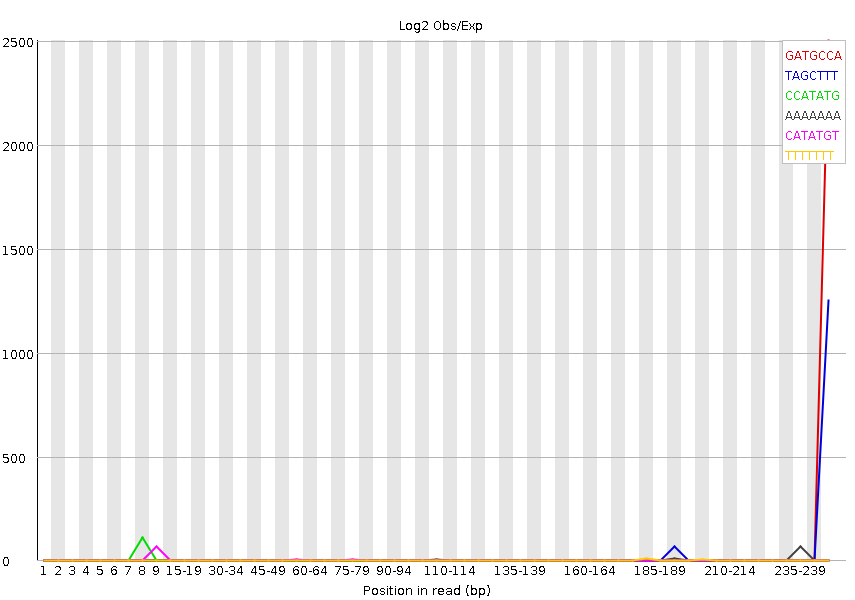 Log2 Obs/Exp
2500
2000
1500
1000
500
0
GATGCCA
TAGCTTT
CCATATG
AAAAAAA
CATATGT
TTTTTTT
1 2 3 4 5 6 7 8 9 15-19 30-34 45-49 60-64 75-79 90-94 110-114 135-139 160-164 185-189 210-214 235-239
Position in read (bp)